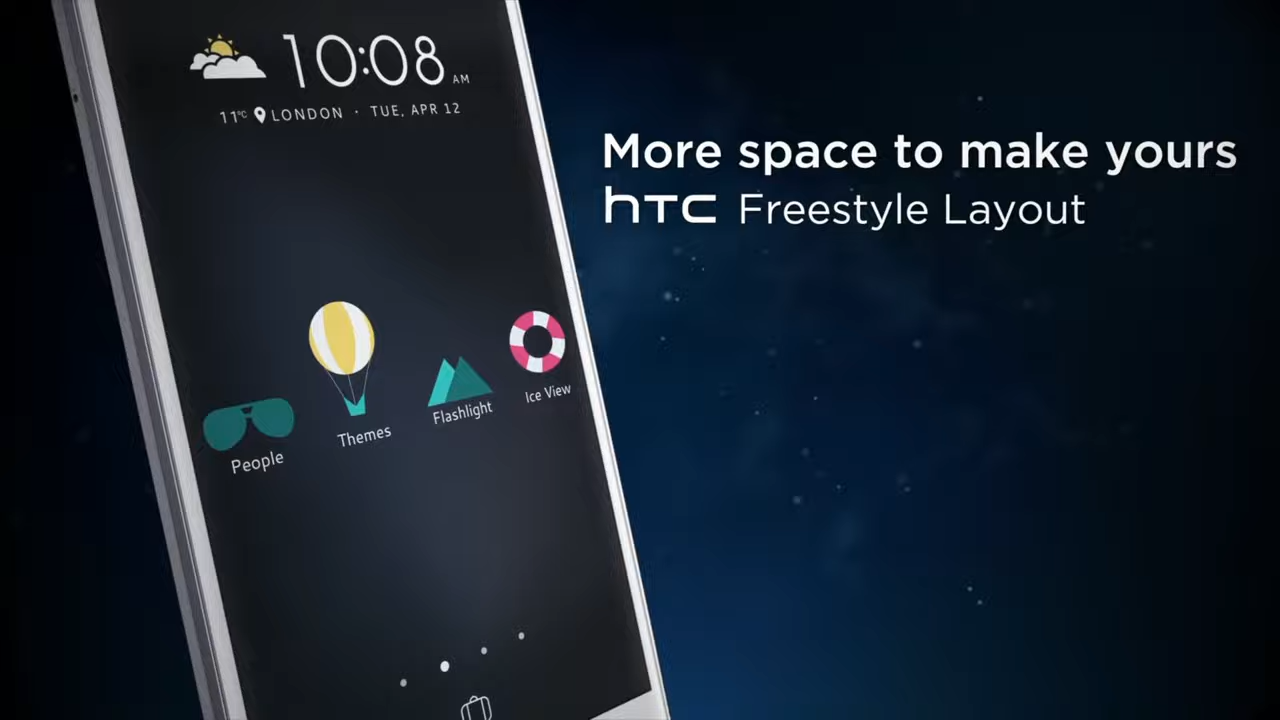 10:08 AM
11°C LONDON · TUE, APR 12
More space to make yours
hTC Freestyle Layout
People
Themes
Flashlight
Ice View